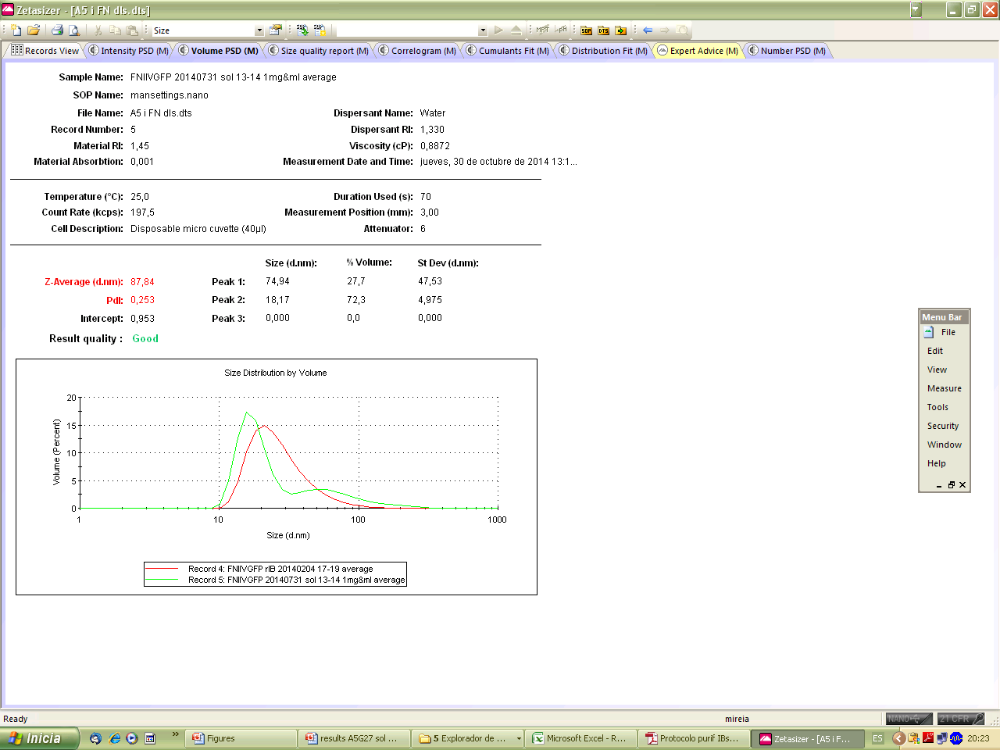 Zetasizer - [A5 i FN dls.dts]
Size
Records View Intensity PSD (M) Volume PSD (M) Size quality report (M) Correlogram (M) Cumulants Fit (M) Distribution Fit (M) Expert Advice (M) Number PSD (M)
Sample Name: FNIIVGFP 20140731 sol 13-14 1mg&ml average
SOP Name: mansettings.nano
File Name: A5 i FN dls.dts Dispersant Name: Water
Record Number: 5 Dispersant RI: 1,330
Material RI: 1,45 Viscosity (cP): 0,8872
Material Absorbtion: 0,001 Measurement Date and Time: jueves, 30 de octubre de 2014 13:1...
Temperature (°C): 25,0 Duration Used (s): 70
Count Rate (kcps): 197,5 Measurement Position (mm): 3,00
Cell Description: Disposable micro cuvette (40µl) Attenuator: 6
Size (d.nm): % Volume: St Dev (d.nm):
Z-Average (d.nm): 87,84 Peak 1: 74,94 27,7 47,53
PdI: 0,253 Peak 2: 18,17 72,3 4,975
Intercept: 0,953 Peak 3: 0,000 0,0 0,000
Result quality : Good
Size Distribution by Volume
Volume (Percent)
20
15
10
5
0
1 10 100 1000
Size (d.nm)
Record 4: FNIIVGFP rIB 20140204 17-19 average
Record 5: FNIIVGFP 20140731 sol 13-14 1mg&ml average
Menu Bar
File
Edit
View
Measure
Tools
Security
Window
Help
Ready mireia NANO 21 CFR
Inicia » Figures results A5G27 sol ... 5 Explorador de ... Microsoft Excel - R... Protocolo purif IBs... Zetasizer - [A5 i F... ES 20:23